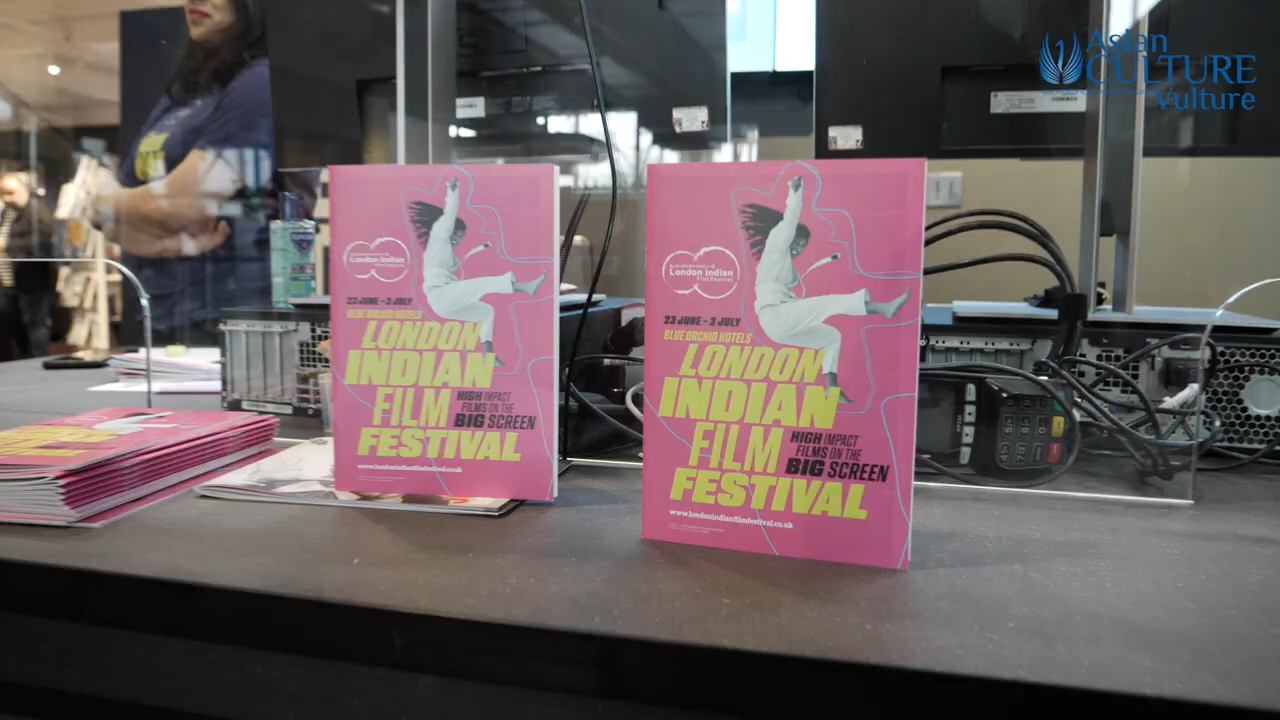 Asian
CULTURE
Vulture
London Indian
Film Festival
23 JUNE – 3 JULY
BLUE ORCHID HOTELS
LONDON
INDIAN
FILM
FESTIVAL
HIGH IMPACT
FILMS ON THE
BIG SCREEN
www.londonindianfilmfestival.co.uk
London Indian
Film Festival
23 JUNE – 3 JULY
BLUE ORCHID HOTELS
LONDON
INDIAN
FILM
FESTIVAL
HIGH IMPACT
FILMS ON THE
BIG SCREEN
www.londonindianfilmfestival.co.uk